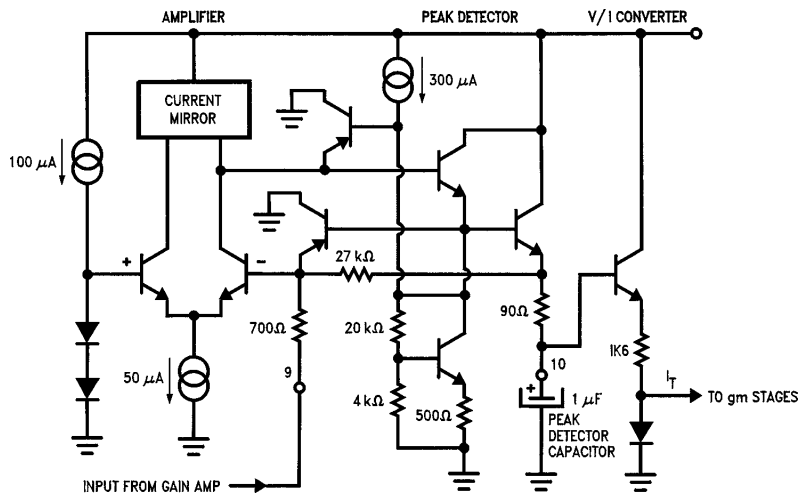 AMPLIFIER
PEAK DETECTOR
V/I CONVERTER
CURRENT
MIRROR
300 μA
100 μA
+
−
27 kΩ
700Ω
20 kΩ
90Ω
50 μA
9
4 kΩ
500Ω
10
+
1 μF
PEAK
DETECTOR
CAPACITOR
1K6
IT
TO gm STAGES
INPUT FROM GAIN AMP